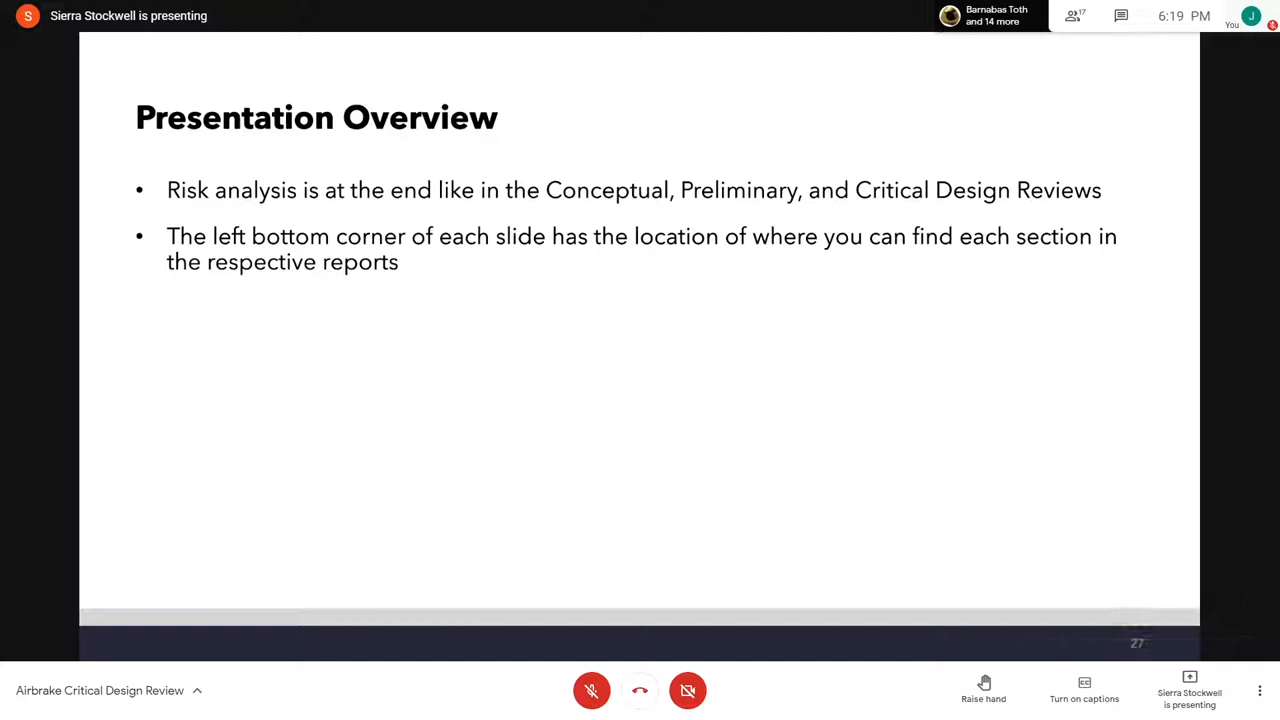 S Sierra Stockwell is presenting
Barnabas Toth
and 14 more
17
6:19 PM
You
J
Presentation Overview
• Risk analysis is at the end like in the Conceptual, Preliminary, and Critical Design Reviews
• The left bottom corner of each slide has the location of where you can find each section in
the respective reports
27
Airbrake Critical Design Review
Raise hand
CC
Turn on captions
Sierra Stockwell
is presenting